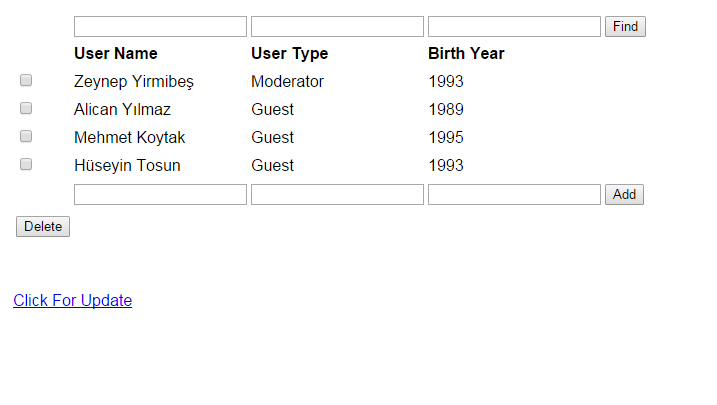 Find
User Name User Type Birth Year
Zeynep Yirmibeş Moderator 1993
Alican Yılmaz Guest 1989
Mehmet Koytak Guest 1995
Hüseyin Tosun Guest 1993
Add
Delete
Click For Update